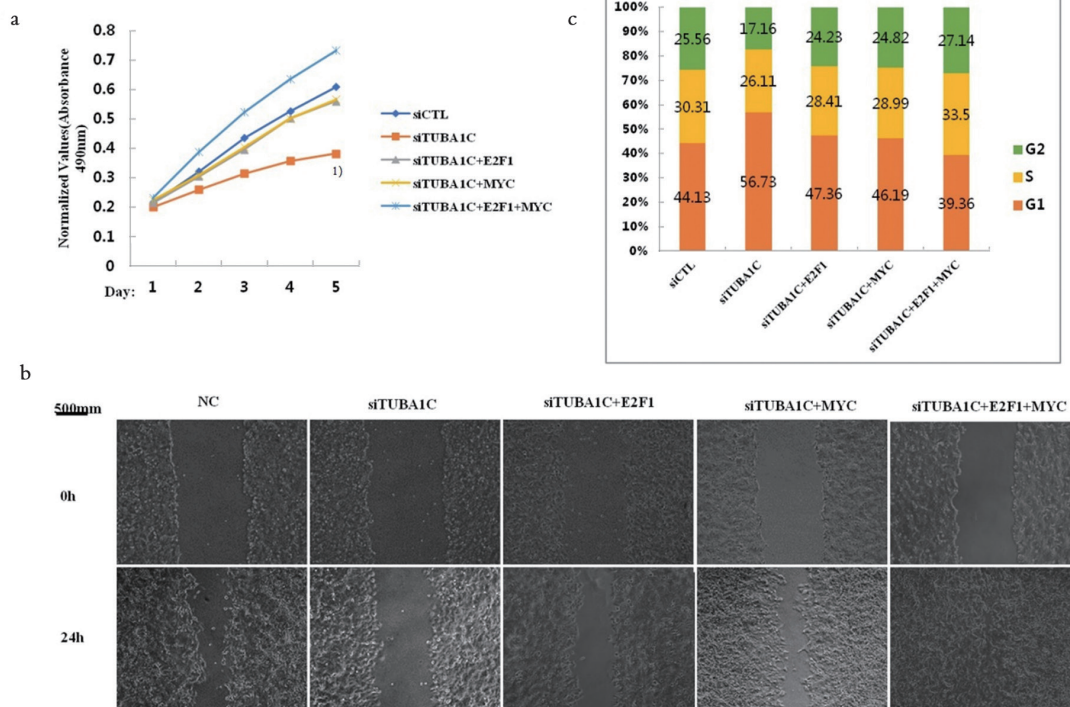 a
Normalized Values(Absorbance
490nm)
0.8
0.7
0.6
0.5
0.4
0.3
0.2
0.1
0
Day: 1 2 3 4 5
1)
siCTL
siTUBA1C
siTUBA1C+E2F1
siTUBA1C+MYC
siTUBA1C+E2F1+MYC
c
100%
90%
80%
70%
60%
50%
40%
30%
20%
10%
0%
25.56 17.16 24.23 24.82 27.14
30.31 26.11 28.41 28.99 33.5
44.13 56.73 47.36 46.19 39.36
siCTL
siTUBA1C
siTUBA1C+E2F1
siTUBA1C+MYC
siTUBA1C+E2F1+MYC
G2
S
G1
b
500mm
NC siTUBA1C siTUBA1C+E2F1 siTUBA1C+MYC siTUBA1C+E2F1+MYC
0h
24h